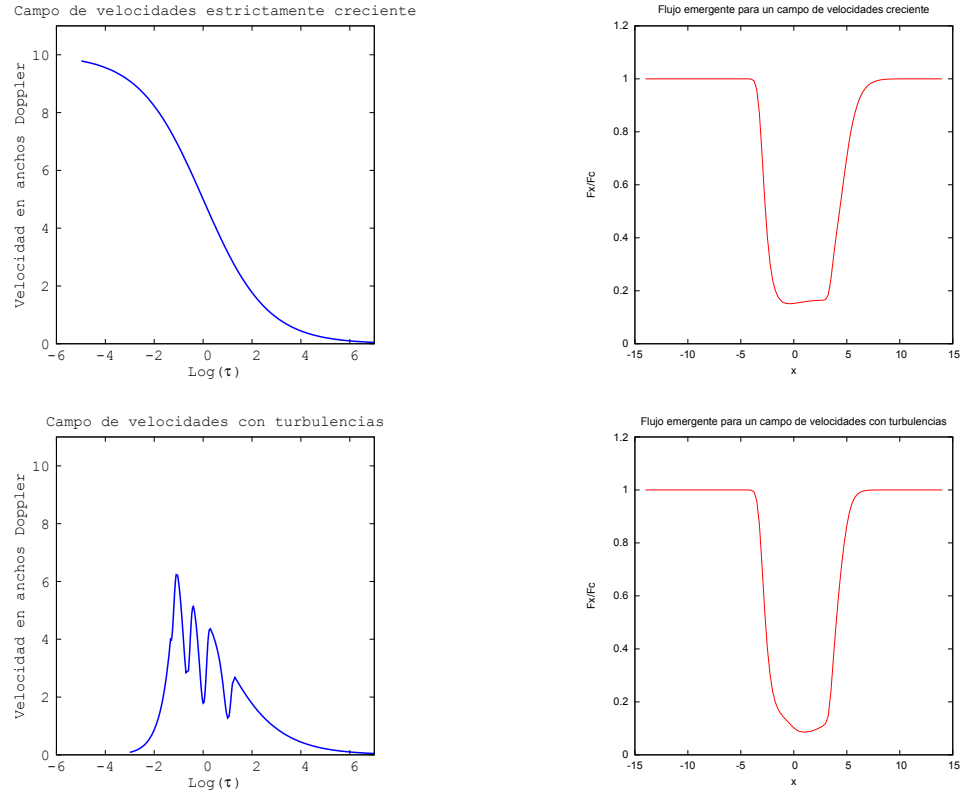 Campo de velocidades estrictamente creciente
Velocidad en anchos Doppler
10
8
6
4
2
0
-6 -4 -2 0 2 4 6
Log(τ)
Flujo emergente para un campo de velocidades creciente
Fx/Fc
1.2
1
0.8
0.6
0.4
0.2
0
-15 -10 -5 0 5 10 15
x
Campo de velocidades con turbulencias
Velocidad en anchos Doppler
10
8
6
4
2
0
-6 -4 -2 0 2 4 6
Log(τ)
Flujo emergente para un campo de velocidades con turbulencias
Fx/Fc
1.2
1
0.8
0.6
0.4
0.2
0
-15 -10 -5 0 5 10 15
x